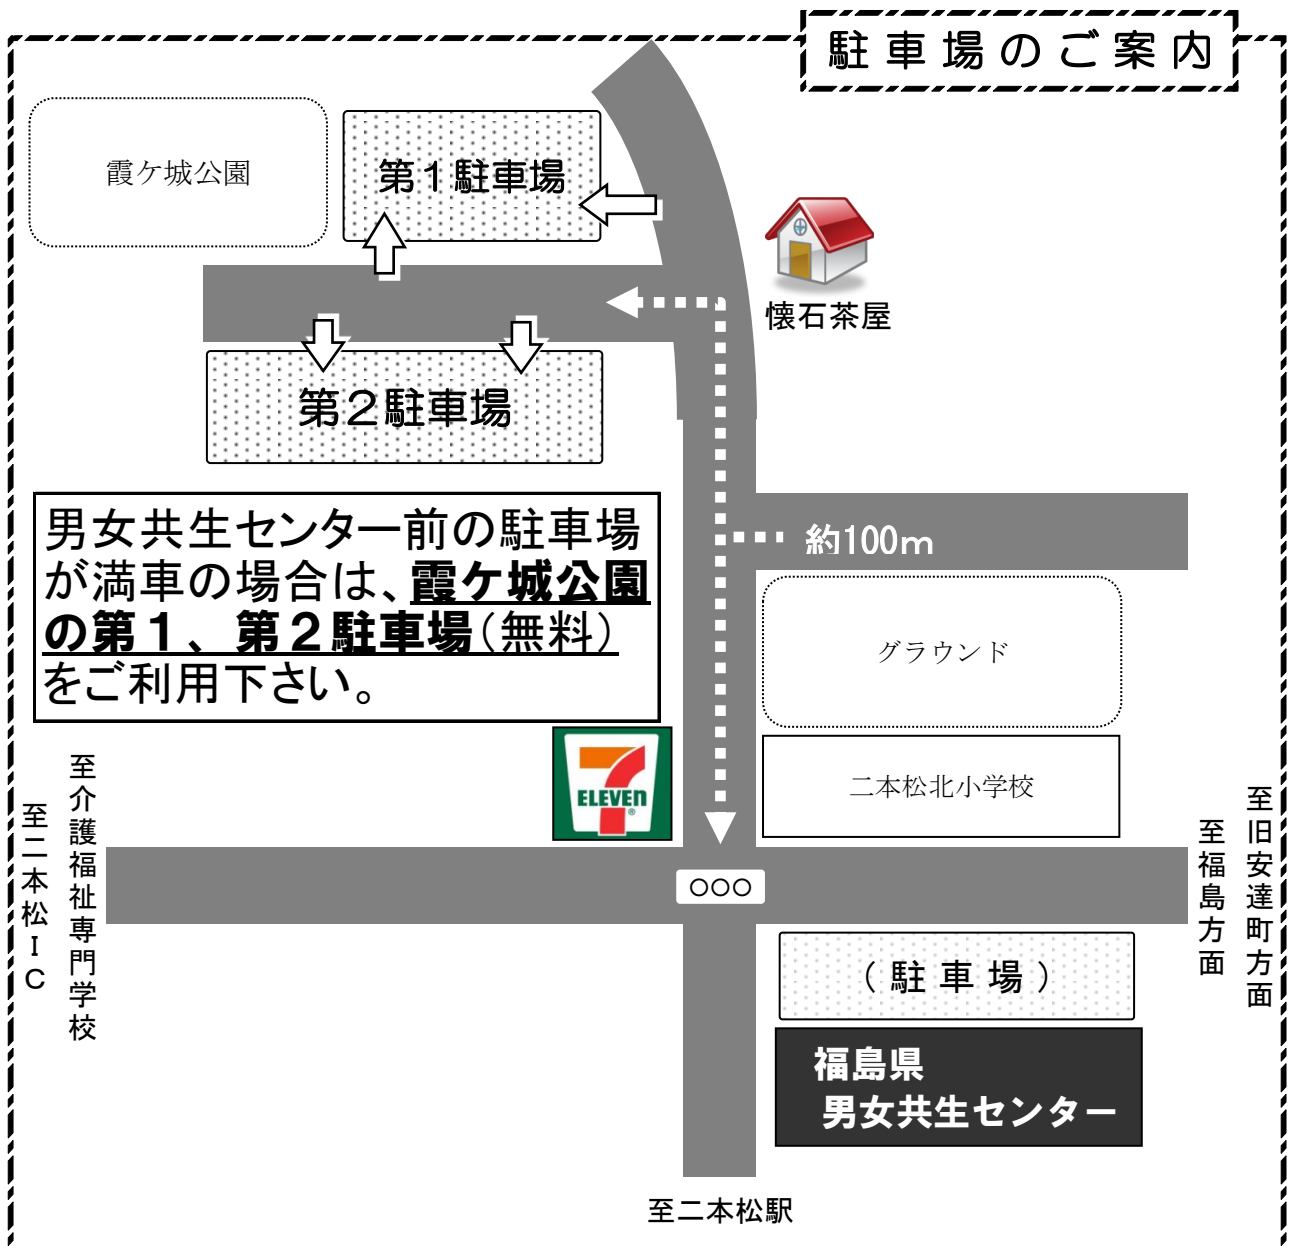 駐車場のご案内
霞ケ城公園
第1駐車場
懐石茶屋
第2駐車場
男女共生センター前の駐車場
が満車の場合は、霞ケ城公園
の第1、第2駐車場(無料)
をご利用下さい。
約100m
グラウンド
7
ELEVEn
®
二本松北小学校
至介護福祉専門学校
至二本松IC
至旧安達町方面
至福島方面
(駐車場)
福島県
男女共生センター
至二本松駅